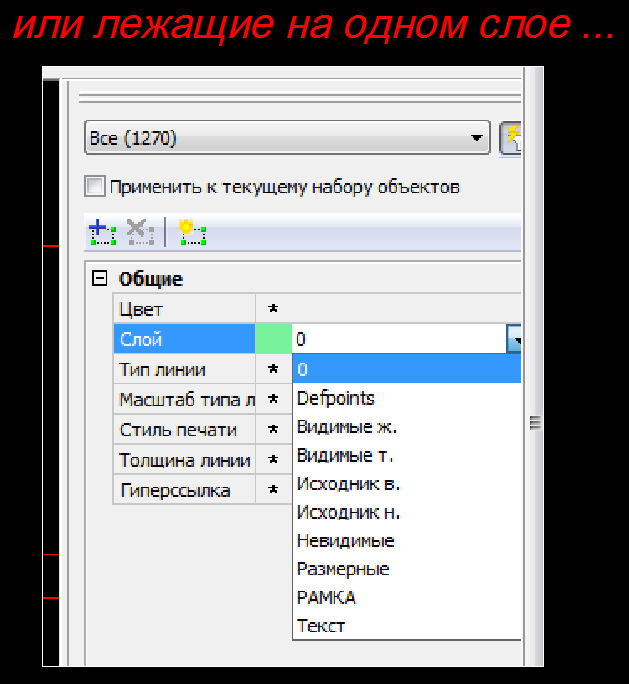 или лежащие на одном слое ...
Все (1270)
Применить к текущему набору объектов
Общие
Цвет *
Слой 0
Тип линии *
Масштаб типа л *
Стиль печати *
Толщина линии *
Гиперссылка *
0
Defpoints
Видимые ж.
Видимые т.
Исходник в.
Исходник н.
Невидимые
Размерные
РАМКА
Текст